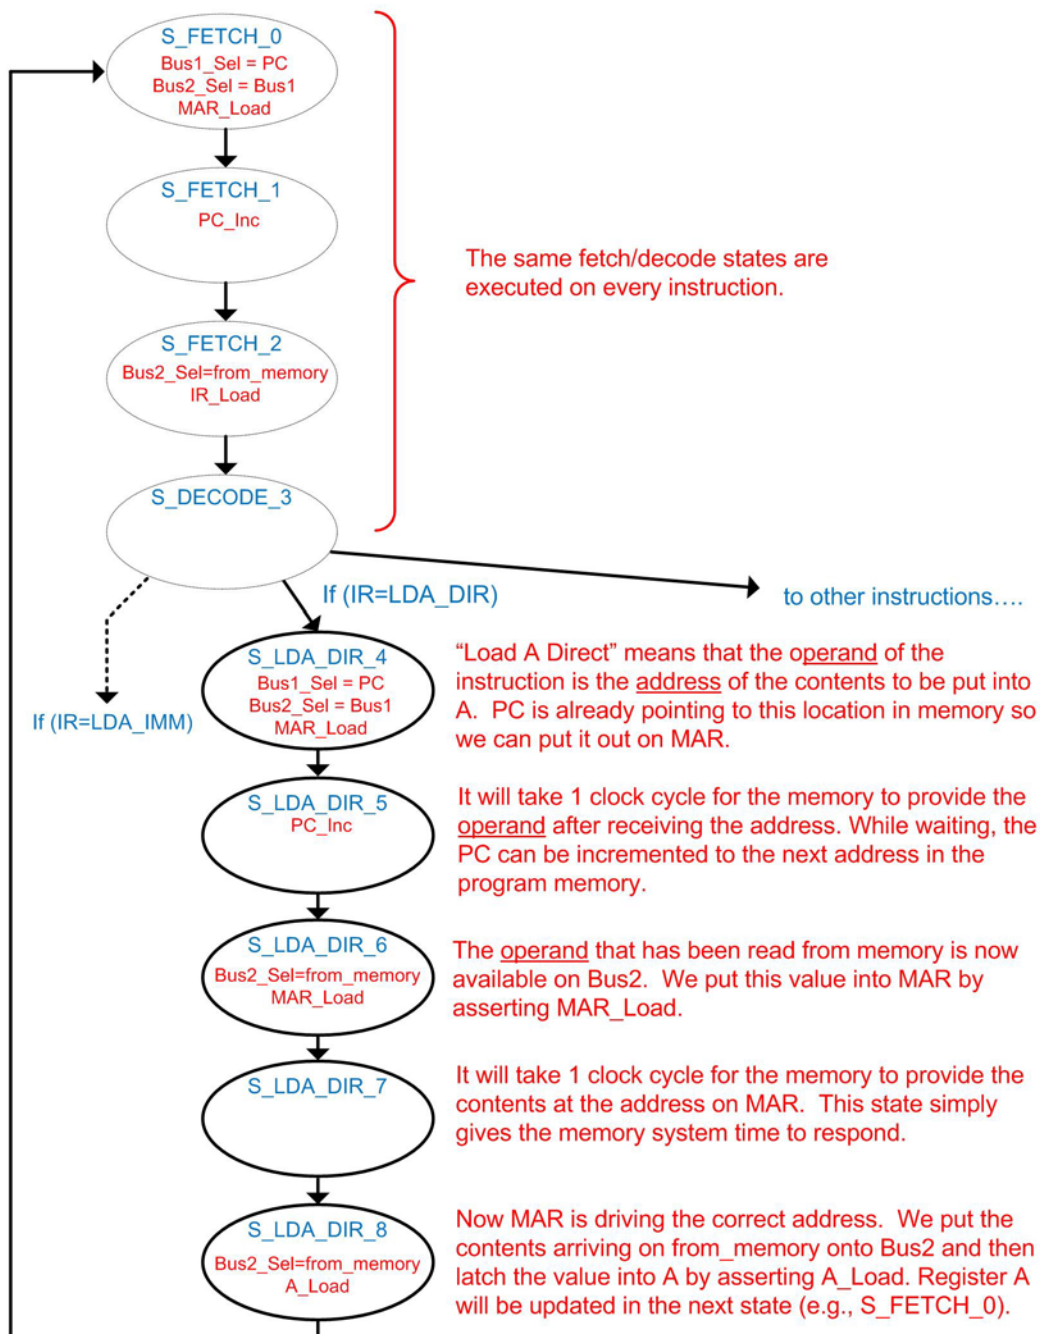 S_FETCH_0
Bus1_Sel = PC
Bus2_Sel = Bus1
MAR_Load
S_FETCH_1
PC_Inc
The same fetch/decode states are
executed on every instruction.
S_FETCH_2
Bus2_Sel=from_memory
IR_Load
S_DECODE_3
If (IR=LDA_DIR)
to other instructions....
If (IR=LDA_IMM)
S_LDA_DIR_4
Bus1_Sel = PC
Bus2_Sel = Bus1
MAR_Load
“Load A Direct” means that the operand of the
instruction is the address of the contents to be put into
A.  PC is already pointing to this location in memory so
we can put it out on MAR.
S_LDA_DIR_5
PC_Inc
It will take 1 clock cycle for the memory to provide the
operand after receiving the address. While waiting, the
PC can be incremented to the next address in the
program memory.
S_LDA_DIR_6
Bus2_Sel=from_memory
MAR_Load
The operand that has been read from memory is now
available on Bus2.  We put this value into MAR by
asserting MAR_Load.
S_LDA_DIR_7
It will take 1 clock cycle for the memory to provide the
contents at the address on MAR.  This state simply
gives the memory system time to respond.
S_LDA_DIR_8
Bus2_Sel=from_memory
A_Load
Now MAR is driving the correct address.  We put the
contents arriving on from_memory onto Bus2 and then
latch the value into A by asserting A_Load. Register A
will be updated in the next state (e.g., S_FETCH_0).